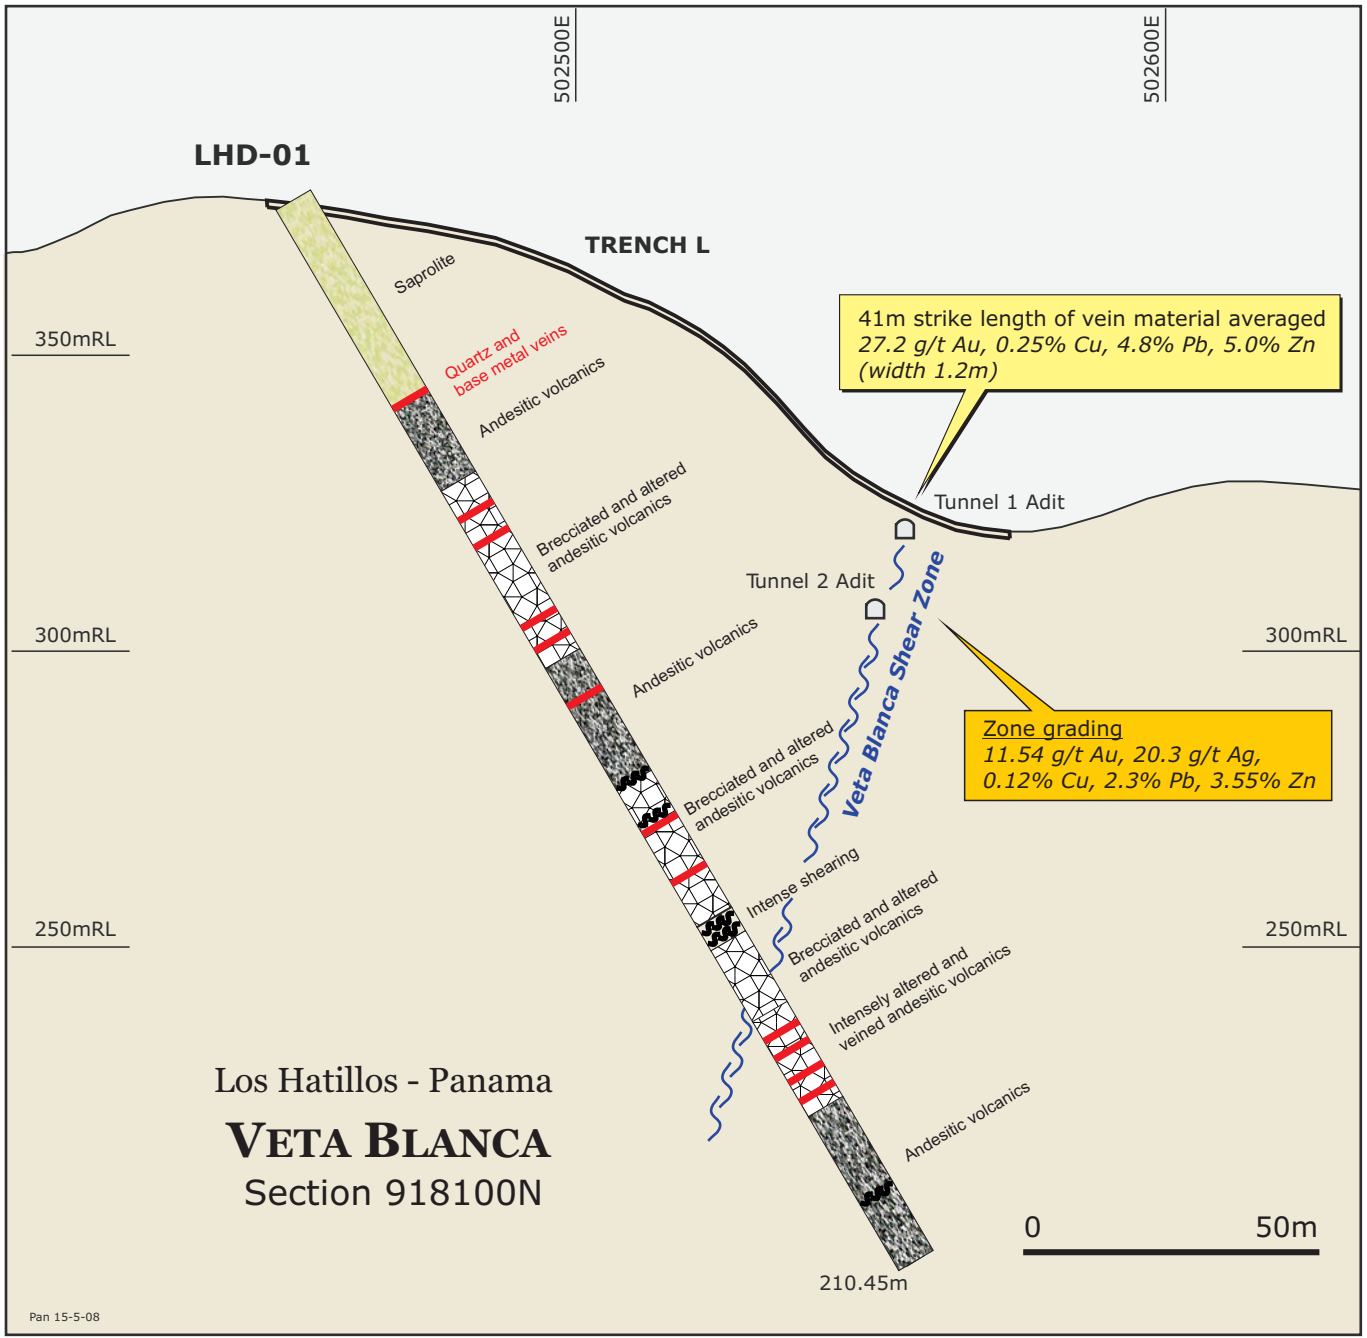 502500E
502600E
LHD-01
TRENCH L
Saprolite
41m strike length of vein material averaged
27.2 g/t Au, 0.25% Cu, 4.8% Pb, 5.0% Zn
(width 1.2m)
350mRL
Quartz and
base metal veins
Andesitic volcanics
Brecciated and altered
andesitic volcanics
Tunnel 1 Adit
Tunnel 2 Adit
Veta Blanca Shear Zone
300mRL
300mRL
Andesitic volcanics
Zone grading
11.54 g/t Au, 20.3 g/t Ag,
0.12% Cu, 2.3% Pb, 3.55% Zn
Brecciated and altered
andesitic volcanics
Intense shearing
250mRL
250mRL
Brecciated and altered
andesitic volcanics
Intensely altered and
veined andesitic volcanics
Los Hatillos - Panama
VETA BLANCA
Section 918100N
Andesitic volcanics
0 50m
210.45m
Pan 15-5-08